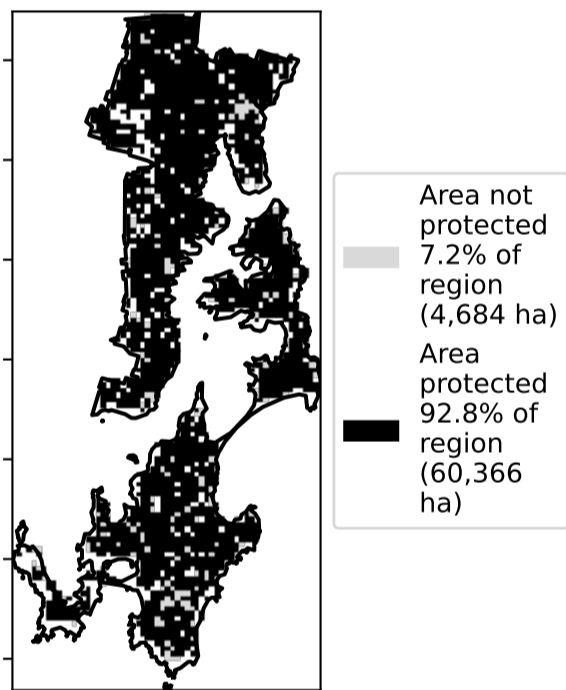 Area not
protected
7.2% of
region
(4,684 ha)
Area
protected
92.8% of
region
(60,366
ha)